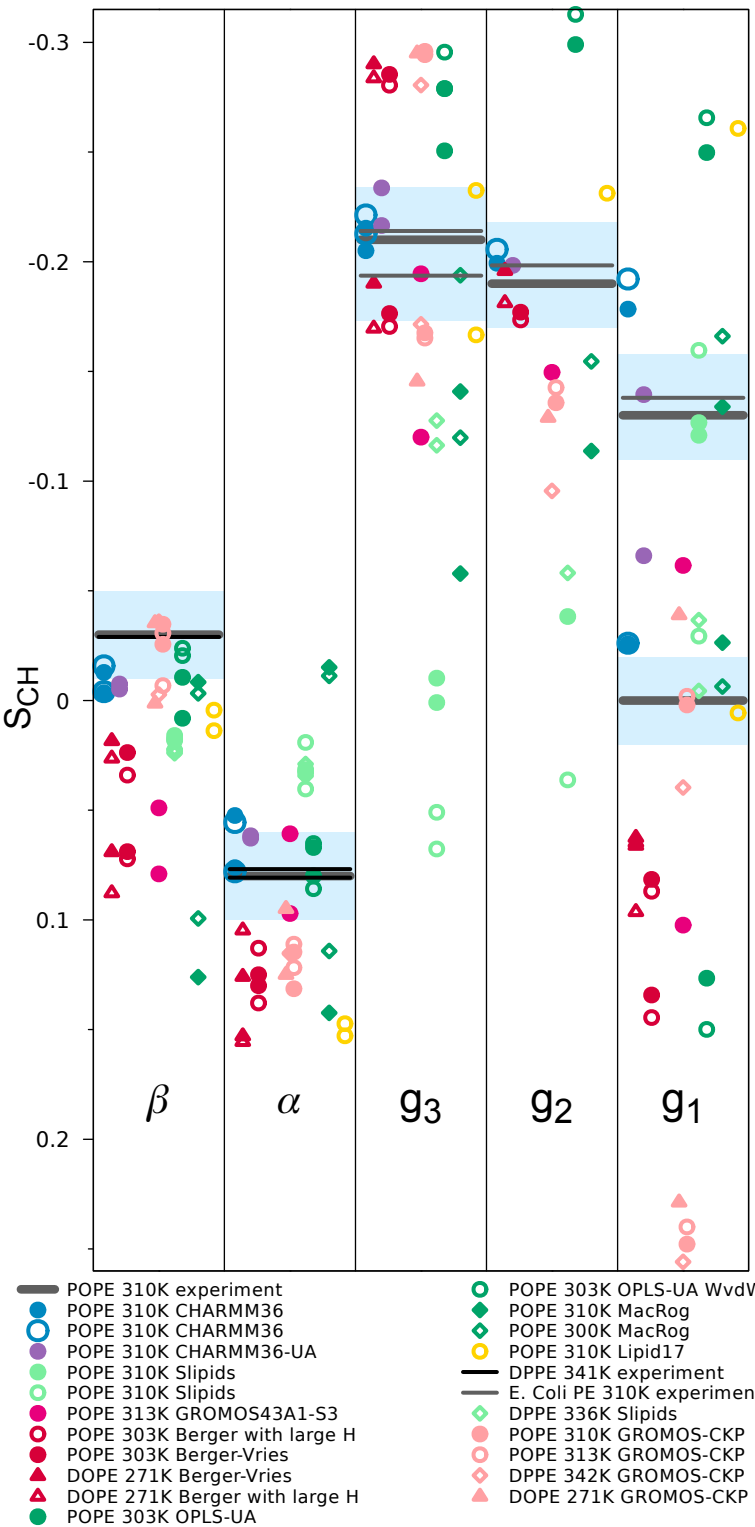 -0.3
-0.2
-0.1
0
0.1
0.2
S_CH
β α g₃ g₂ g₁
POPE 310K experiment
POPE 310K CHARMM36
POPE 310K CHARMM36
POPE 310K CHARMM36-UA
POPE 310K Slipids
POPE 310K Slipids
POPE 313K GROMOS43A1-S3
POPE 303K Berger with large H
POPE 303K Berger-Vries
DOPE 271K Berger-Vries
DOPE 271K Berger with large H
POPE 303K OPLS-UA
POPE 303K OPLS-UA WvdW
POPE 310K MacRog
POPE 300K MacRog
POPE 310K Lipid17
DPPE 341K experiment
E. Coli PE 310K experimen
DPPE 336K Slipids
POPE 310K GROMOS-CKP
POPE 313K GROMOS-CKP
DPPE 342K GROMOS-CKP
DOPE 271K GROMOS-CKP